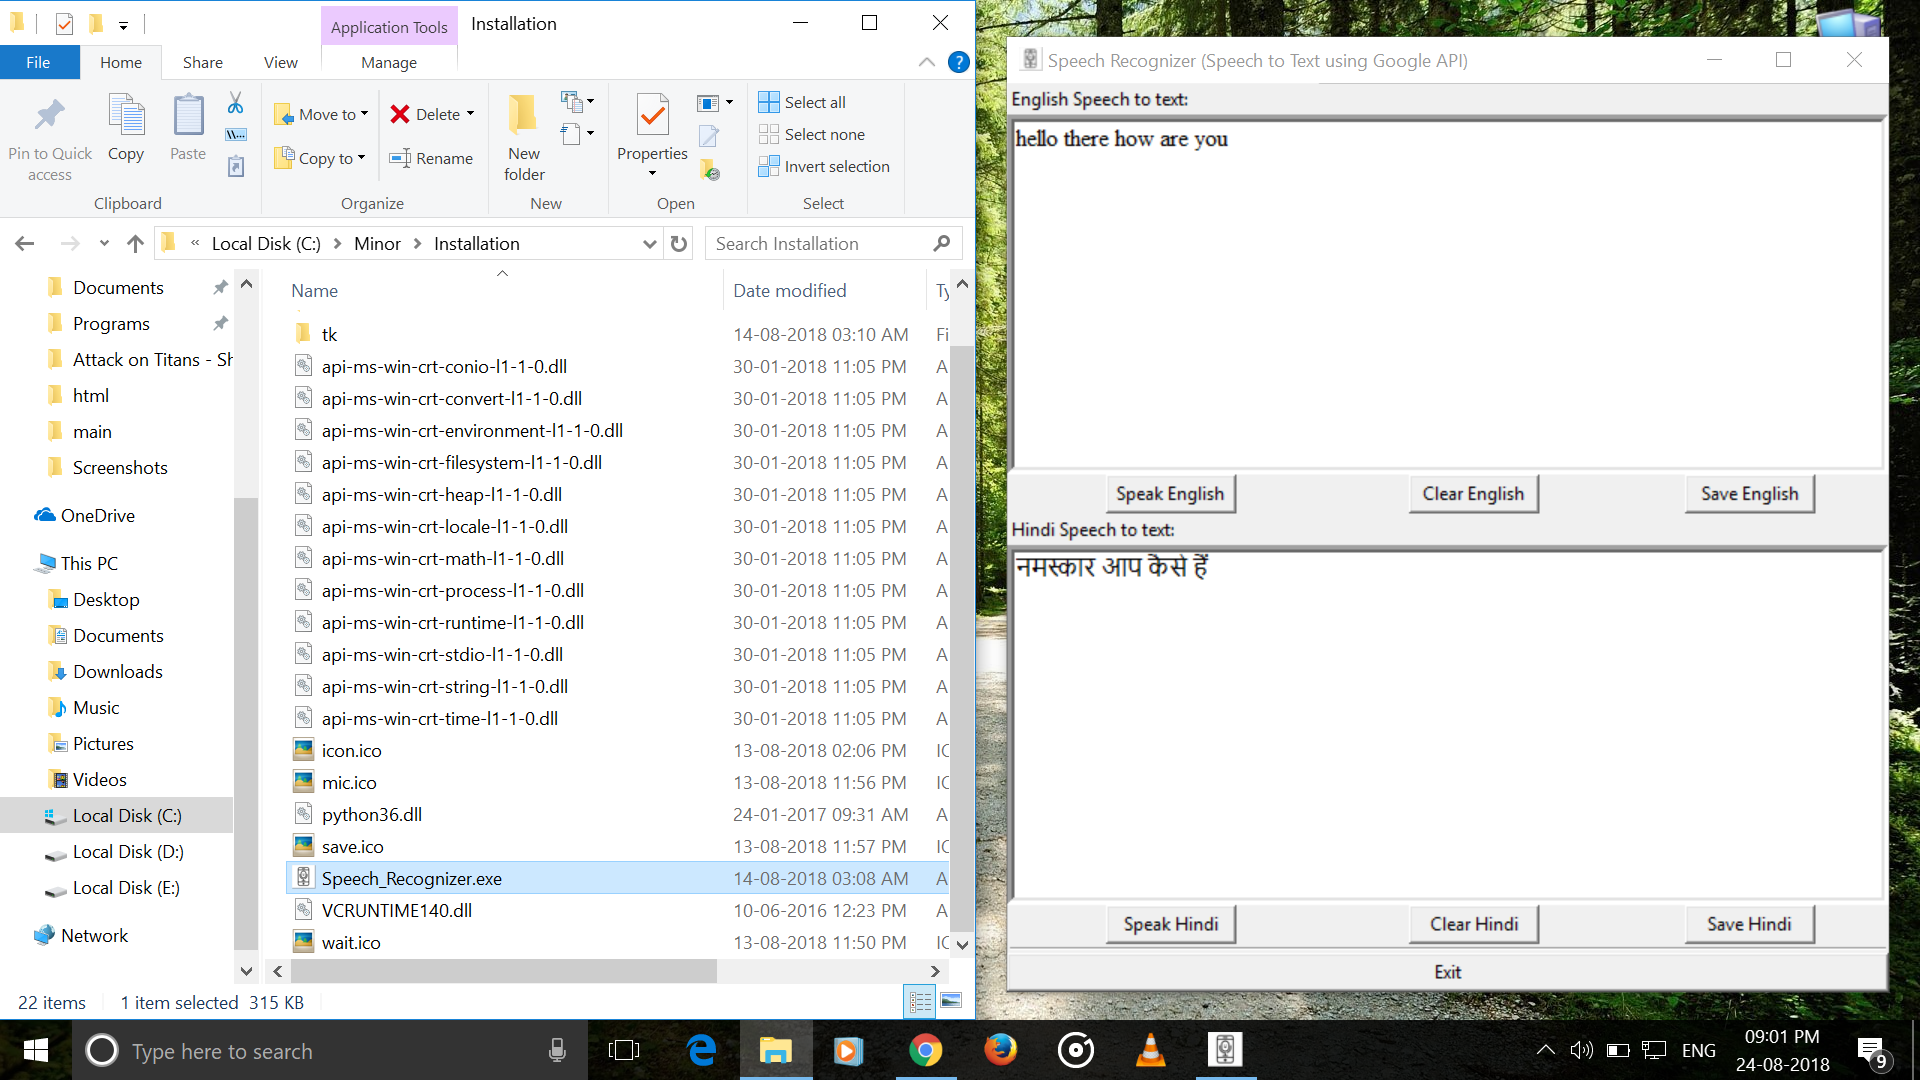 Application Tools
Installation
File
Home
Share
View
Manage
Pin to Quick access
Copy
Paste
Clipboard
Move to
Copy to
Delete
Rename
Organize
New folder
New
Properties
Open
Select all
Select none
Invert selection
Select
« Local Disk (C:) > Minor > Installation
Search Installation
Documents
Programs
Attack on Titans - Sh
html
main
Screenshots
OneDrive
This PC
Desktop
Documents
Downloads
Music
Pictures
Videos
Local Disk (C:)
Local Disk (D:)
Local Disk (E:)
Network
Name Date modified Ty
tk 14-08-2018 03:10 AM Fi
api-ms-win-crt-conio-l1-1-0.dll 30-01-2018 11:05 PM A
api-ms-win-crt-convert-l1-1-0.dll 30-01-2018 11:05 PM A
api-ms-win-crt-environment-l1-1-0.dll 30-01-2018 11:05 PM A
api-ms-win-crt-filesystem-l1-1-0.dll 30-01-2018 11:05 PM A
api-ms-win-crt-heap-l1-1-0.dll 30-01-2018 11:05 PM A
api-ms-win-crt-locale-l1-1-0.dll 30-01-2018 11:05 PM A
api-ms-win-crt-math-l1-1-0.dll 30-01-2018 11:05 PM A
api-ms-win-crt-process-l1-1-0.dll 30-01-2018 11:05 PM A
api-ms-win-crt-runtime-l1-1-0.dll 30-01-2018 11:05 PM A
api-ms-win-crt-stdio-l1-1-0.dll 30-01-2018 11:05 PM A
api-ms-win-crt-string-l1-1-0.dll 30-01-2018 11:05 PM A
api-ms-win-crt-time-l1-1-0.dll 30-01-2018 11:05 PM A
icon.ico 13-08-2018 02:06 PM IC
mic.ico 13-08-2018 11:56 PM IC
python36.dll 24-01-2017 09:31 AM A
save.ico 13-08-2018 11:57 PM IC
Speech_Recognizer.exe 14-08-2018 03:08 AM A
VCRUNTIME140.dll 10-06-2016 12:23 PM A
wait.ico 13-08-2018 11:50 PM IC
22 items 1 item selected 315 KB
Speech Recognizer (Speech to Text using Google API)
English Speech to text:
hello there how are you
Speak English
Clear English
Save English
Hindi Speech to text:
नमस्कार आप कैसे हैं
Speak Hindi
Clear Hindi
Save Hindi
Exit
Type here to search
ENG
09:01 PM
24-08-2018
9